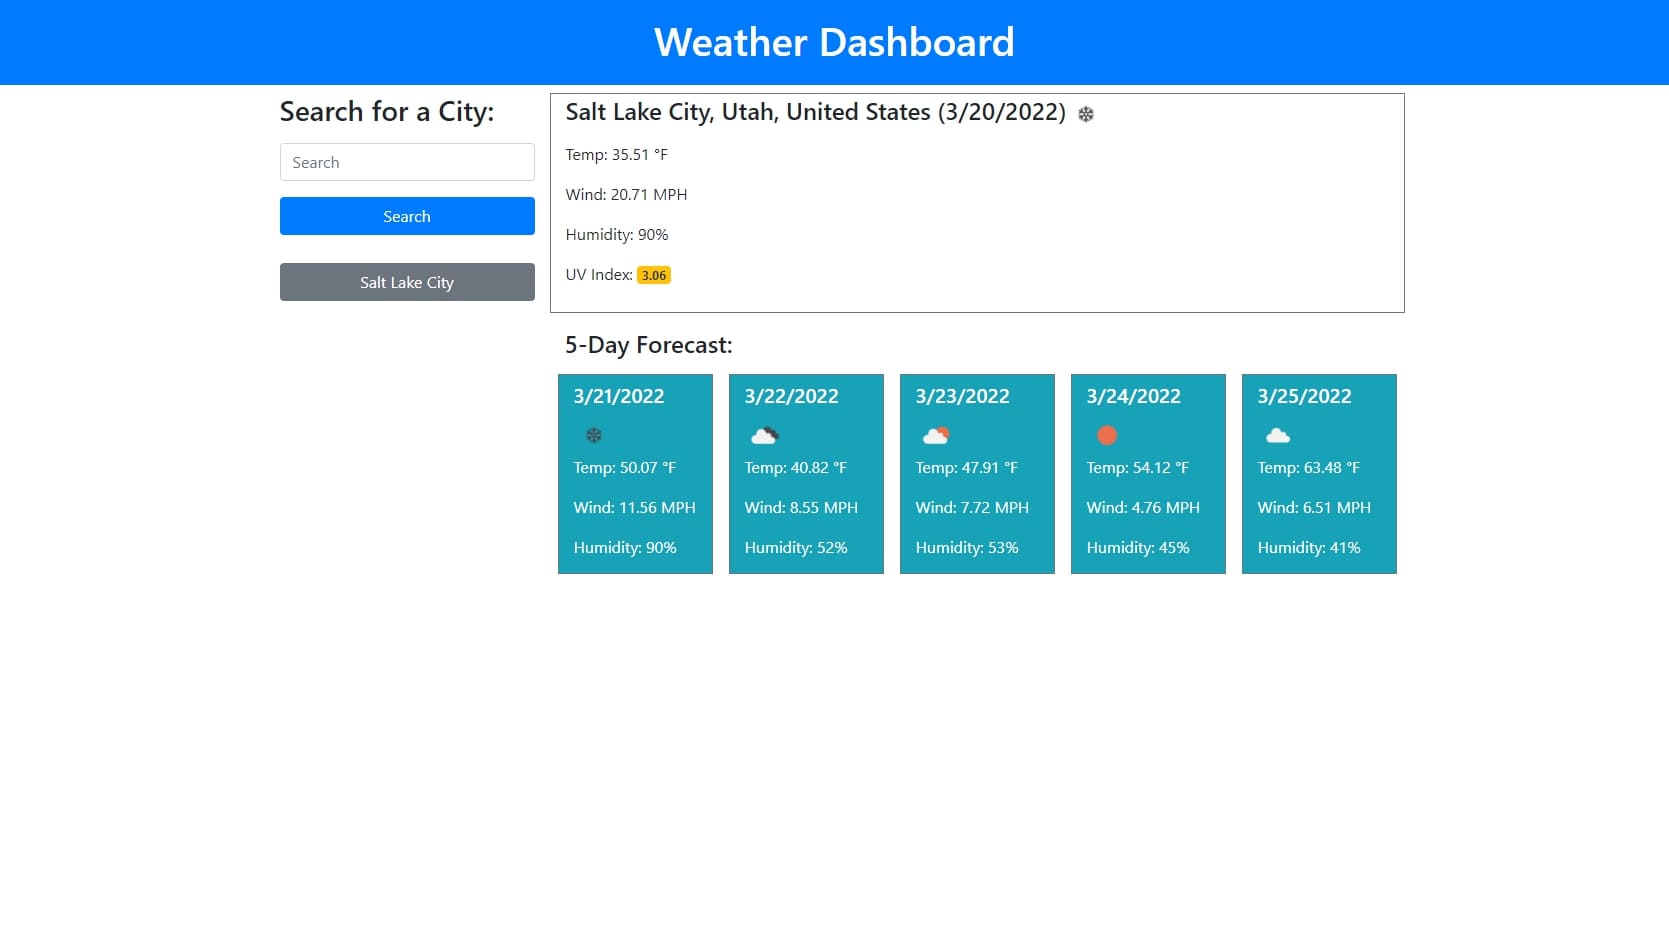 Weather Dashboard
Search for a City:
Search
Search
Salt Lake City
Salt Lake City, Utah, United States (3/20/2022)
Temp: 35.51 °F
Wind: 20.71 MPH
Humidity: 90%
UV Index: 3.06
5-Day Forecast:
3/21/2022
Temp: 50.07 °F
Wind: 11.56 MPH
Humidity: 90%
3/22/2022
Temp: 40.82 °F
Wind: 8.55 MPH
Humidity: 52%
3/23/2022
Temp: 47.91 °F
Wind: 7.72 MPH
Humidity: 53%
3/24/2022
Temp: 54.12 °F
Wind: 4.76 MPH
Humidity: 45%
3/25/2022
Temp: 63.48 °F
Wind: 6.51 MPH
Humidity: 41%